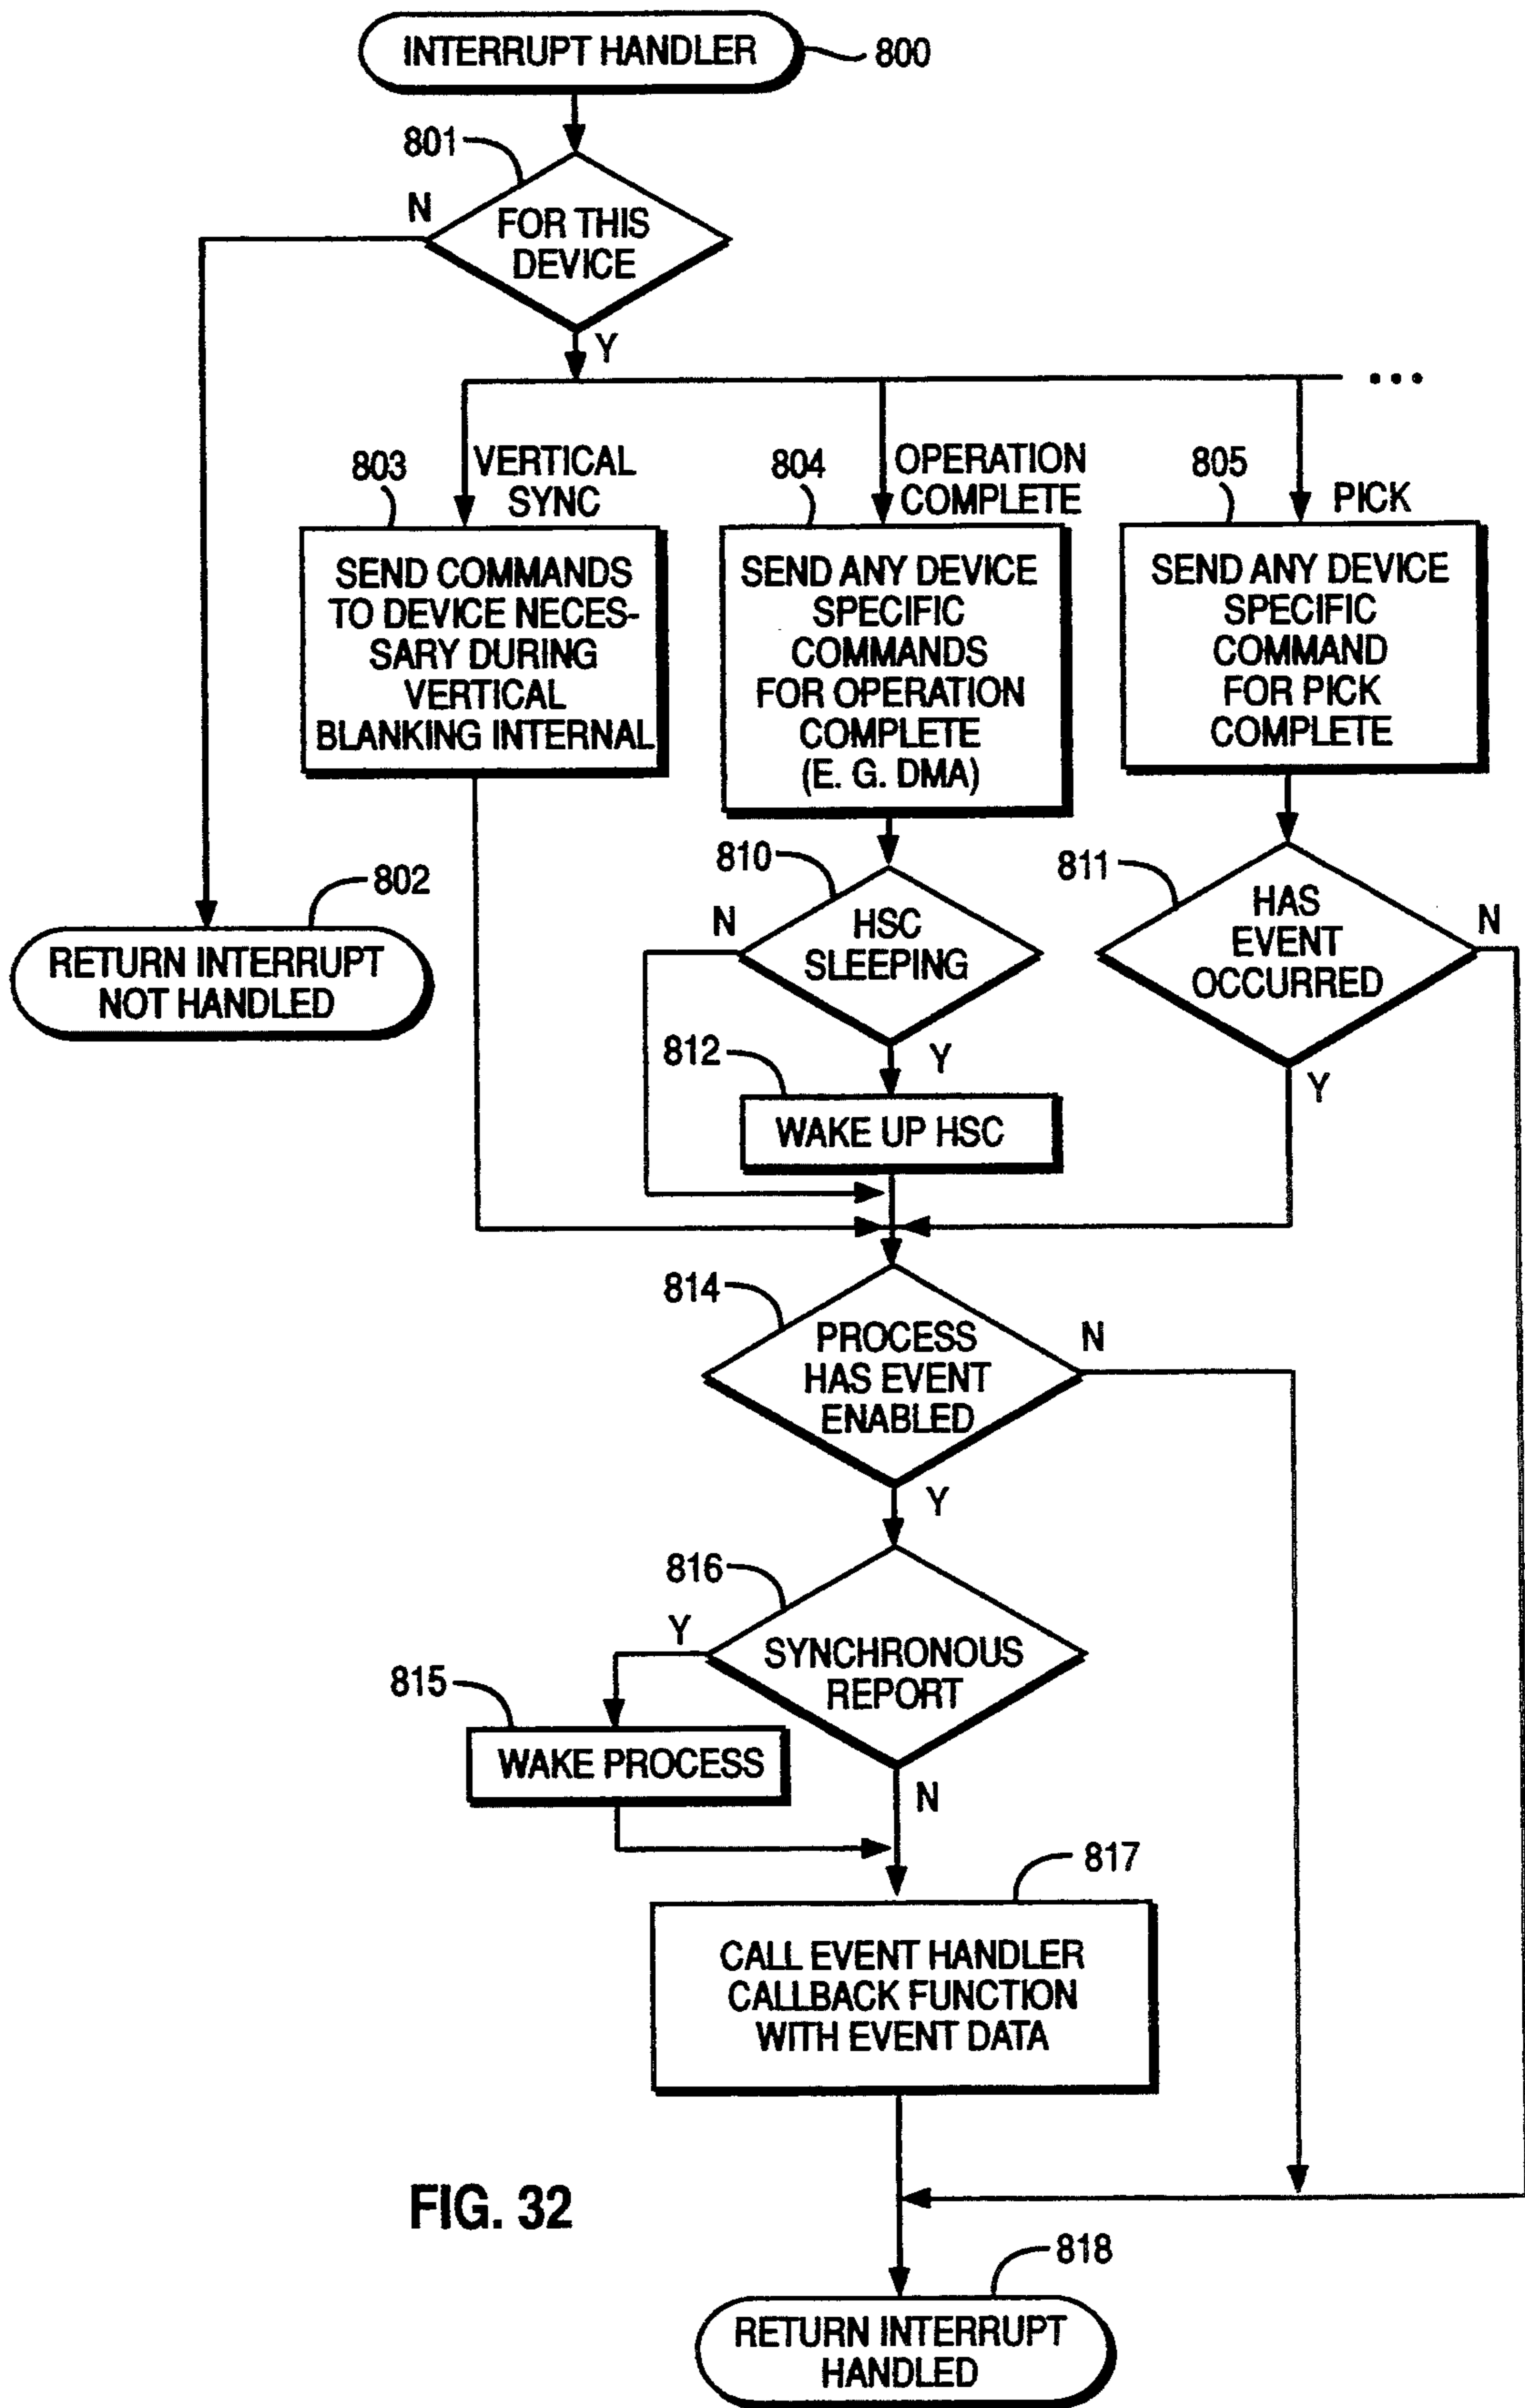 INTERRUPT HANDLER
800
801
N
FOR THIS
DEVICE
Y
...
803
VERTICAL
SYNC
SEND COMMANDS
TO DEVICE NECES-
SARY DURING
VERTICAL
BLANKING INTERNAL
804
OPERATION
COMPLETE
SEND ANY DEVICE
SPECIFIC
COMMANDS
FOR OPERATION
COMPLETE
(E. G. DMA)
805
PICK
SEND ANY DEVICE
SPECIFIC
COMMAND
FOR PICK
COMPLETE
802
RETURN INTERRUPT
NOT HANDLED
810
N
HSC
SLEEPING
Y
811
HAS
EVENT
OCCURRED
N
Y
812
WAKE UP HSC
814
PROCESS
HAS EVENT
ENABLED
N
Y
816
Y
SYNCHRONOUS
REPORT
N
815
WAKE PROCESS
817
CALL EVENT HANDLER
CALLBACK FUNCTION
WITH EVENT DATA
FIG. 32
818
RETURN INTERRUPT
HANDLED